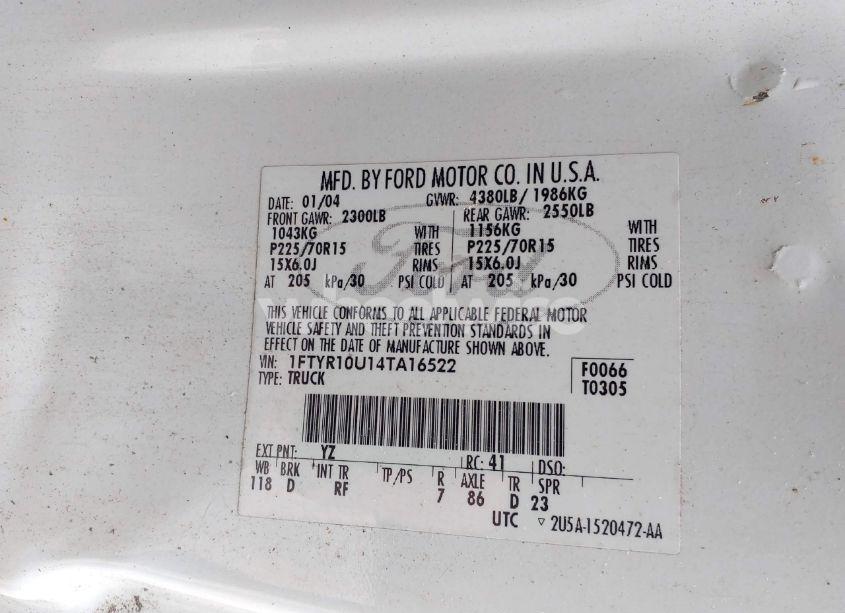 MFD. BY FORD MOTOR CO. IN U.S.A.
DATE: 01/04 GVWR: 4380LB/ 1986KG
FRONT GAWR: 2300LB REAR GAWR: 2550LB
1043KG WITH 1156KG WITH
P225/70R15 TIRES P225/70R15 TIRES
15X6.0J RIMS 15X6.0J RIMS
AT 205 kPa/30 PSI COLD AT 205 kPa/30 PSI COLD
Ford
THIS VEHICLE CONFORMS TO ALL APPLICABLE FEDERAL MOTOR
VEHICLE SAFETY AND THEFT PREVENTION STANDARDS IN
EFFECT ON THE DATE OF MANUFACTURE SHOWN ABOVE.
VIN: 1FTYR10U14TA16522 F0066
TYPE: TRUCK T0305
EXT PNT: YZ RC: 41 DSO:
WB BRK INT TR TP/PS R AXLE TR SPR
118 D RF 7 86 D 23
UTC ▽ 2U5A-1520472-AA